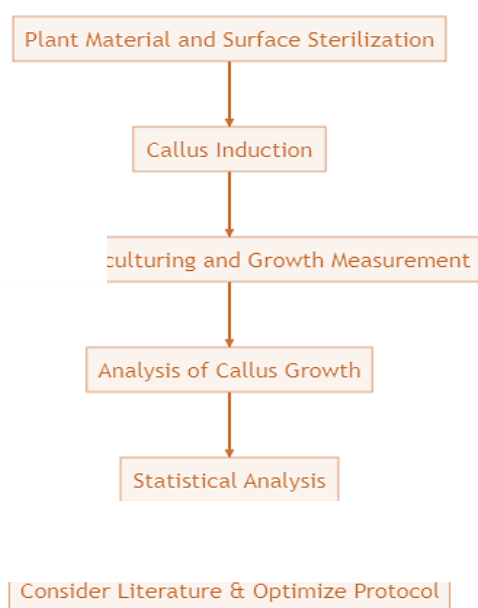 Plant Material and Surface Sterilization
Callus Induction
culturing and Growth Measurement
Analysis of Callus Growth
Statistical Analysis
Consider Literature & Optimize Protocol